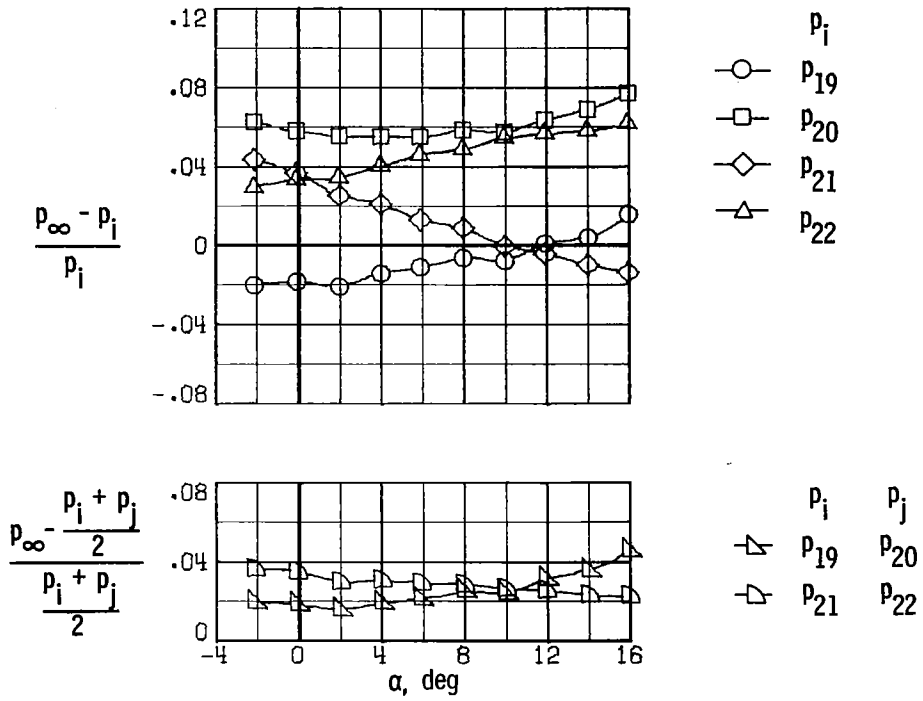 .12
.08
.04
0
-.04
-.08
p∞ - pi
pi
pi
p19
p20
p21
p22
.08
.04
0
p∞ - pi + pj
2
pi + pj
2
-4 0 4 8 12 16
α, deg
pi pj
p19 p20
p21 p22